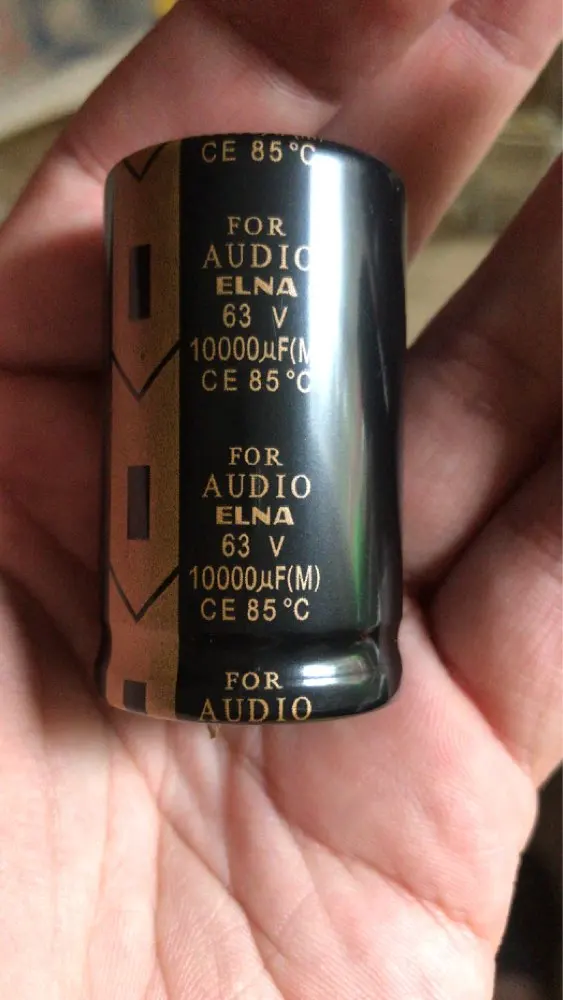 CE 85°C
FOR
AUDIO
ELNA
63 V
10000μF(M
CE 85°C
FOR
AUDIO
ELNA
63 V
10000μF(M)
CE 85°C
FOR
AUDIO